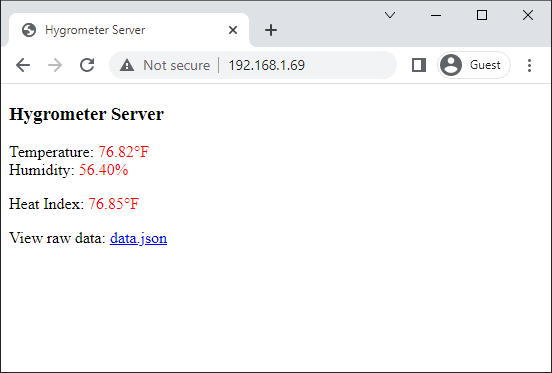 Hygrometer Server
Not secure | 192.168.1.69
Guest
Hygrometer Server
Temperature: 76.82°F
Humidity: 56.40%
Heat Index: 76.85°F
View raw data: data.json